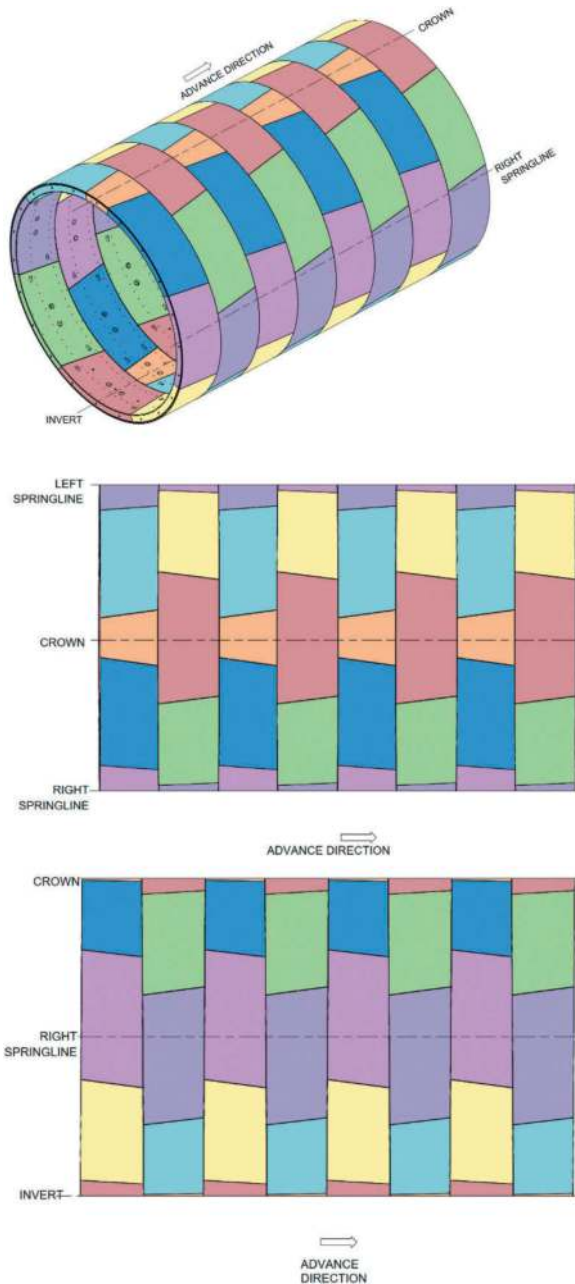 CROWN
ADVANCE DIRECTION
RIGHT
SPRINGLINE
INVERT
LEFT
SPRINGLINE
CROWN
RIGHT
SPRINGLINE
ADVANCE DIRECTION
CROWN
RIGHT
SPRINGLINE
INVERT
ADVANCE
DIRECTION